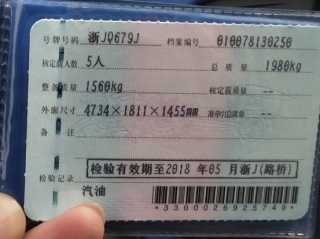 号牌号码 浙JQ679J 档案编号 010078130250
核定载人数 5人 总质量 1980kg
整备质量 1560kg 核定载质量 --
外廓尺寸 4734×1811×1455mm 准牵引总质量 --
备注
检验有效期至2018年05月浙J(路桥)
检验记录
汽油
*3300026925749*